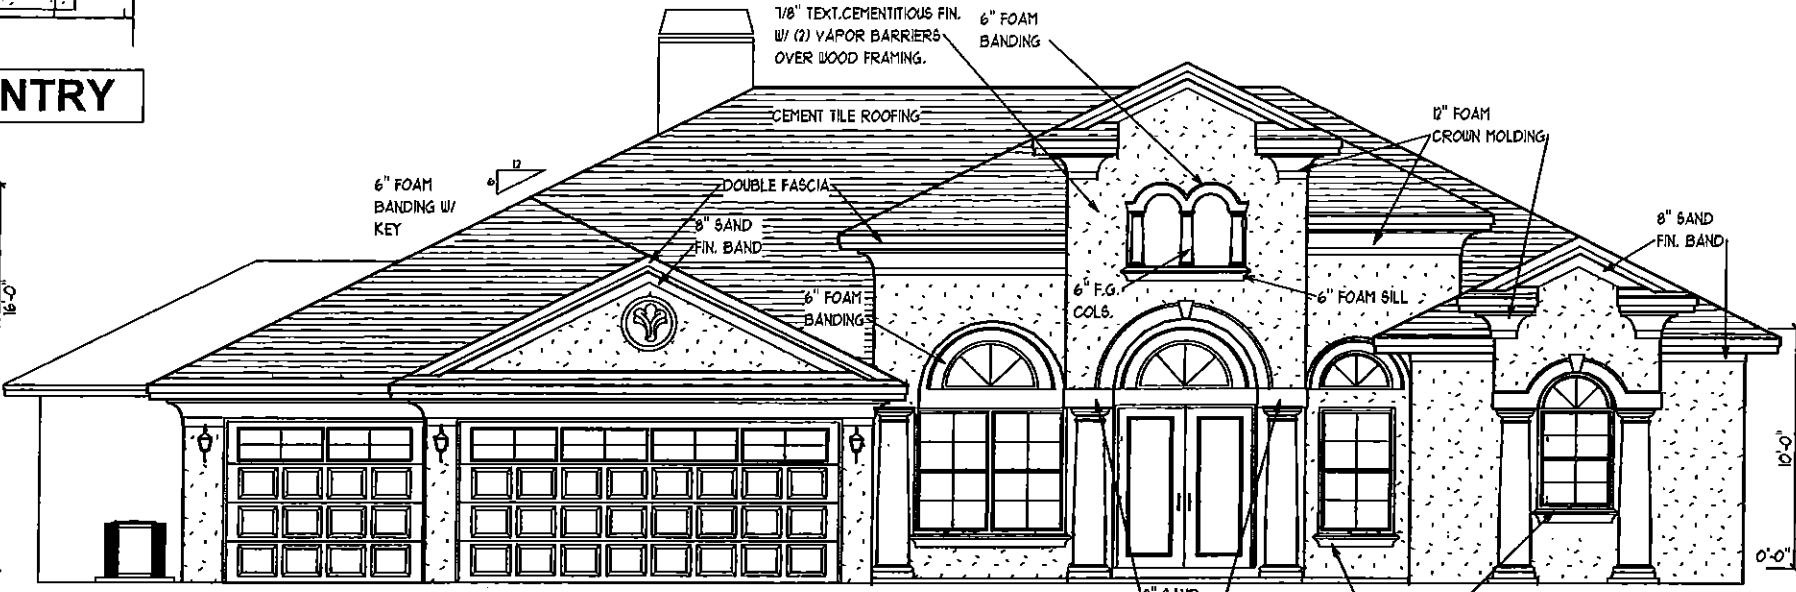 7/8" TEXT.CEMENTITIOUS FIN.
W/ (2) VAPOR BARRIERS
OVER WOOD FRAMING.
6" FOAM
BANDING
NTRY
CEMENT TILE ROOFING
12" FOAM
CROWN MOLDING
12
6
6" FOAM
BANDING W/
KEY
DOUBLE FASCIA
8" SAND
FIN. BAND
8" SAND
FIN. BAND
16'-0"
6" FOAM
BANDING
6" F.G.
COLS.
6" FOAM SILL
10'-0"
0'-0"